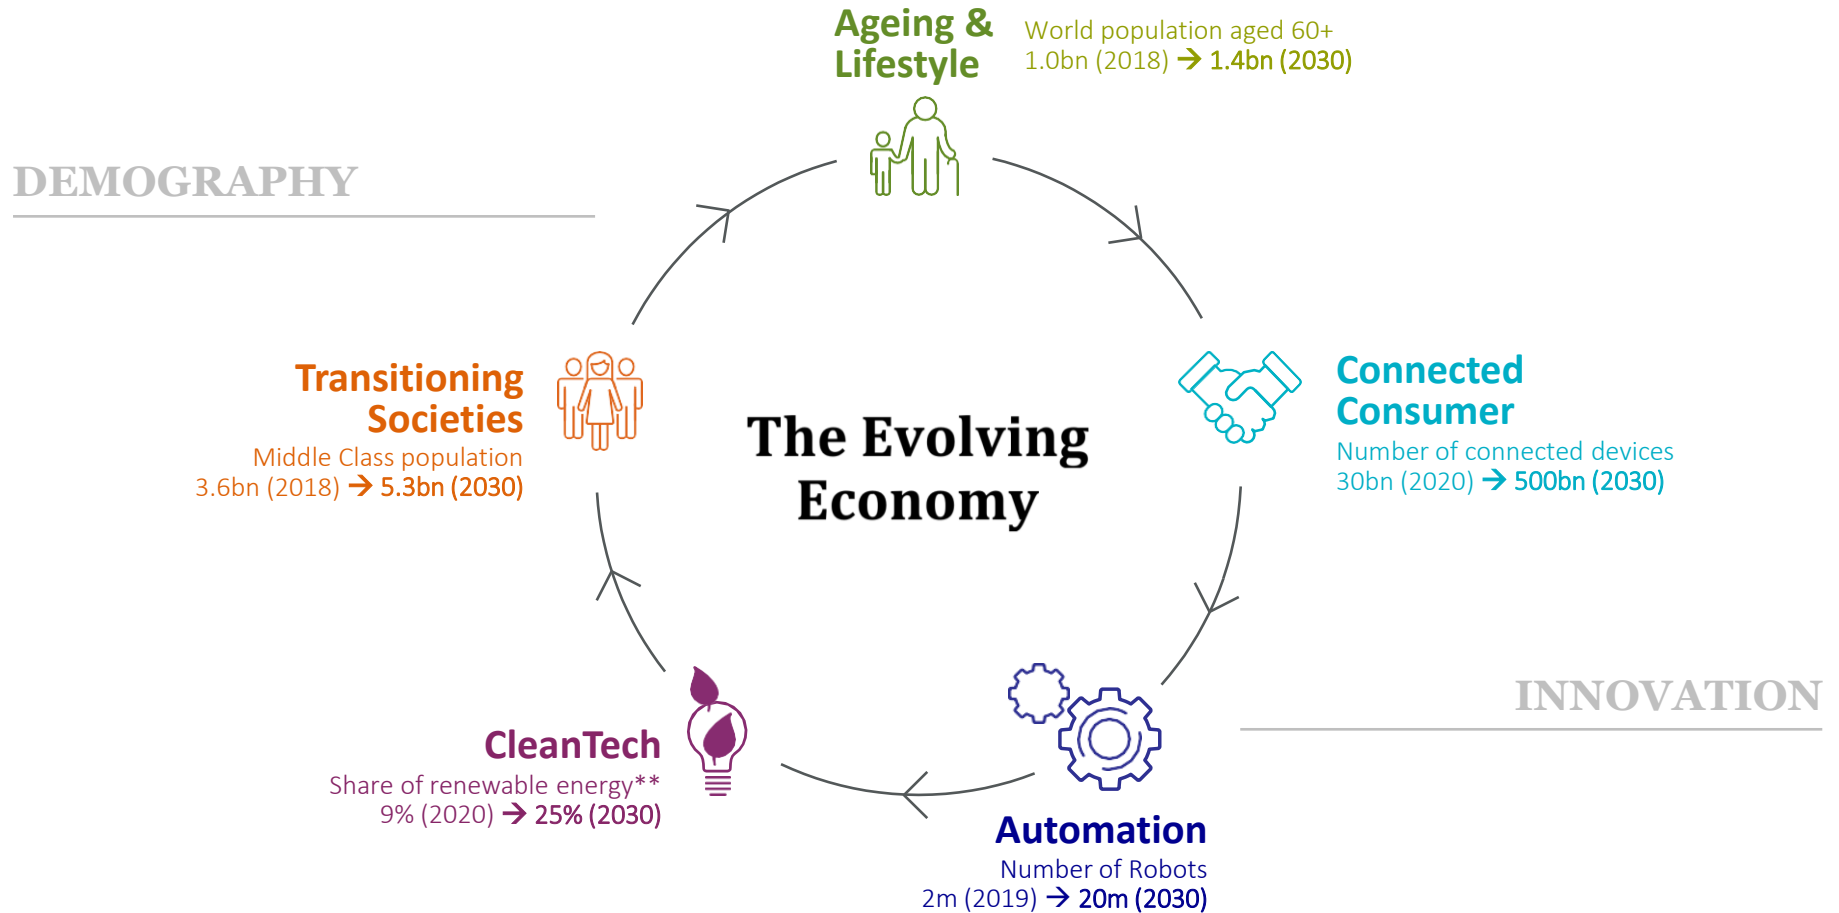 Ageing &
Lifestyle
World population aged 60+
1.0bn (2018) → 1.4bn (2030)
DEMOGRAPHY
Transitioning
Societies
Middle Class population
3.6bn (2018) → 5.3bn (2030)
The Evolving
Economy
Connected
Consumer
Number of connected devices
30bn (2020) → 500bn (2030)
INNOVATION
CleanTech
Share of renewable energy**
9% (2020) → 25% (2030)
Automation
Number of Robots
2m (2019) → 20m (2030)